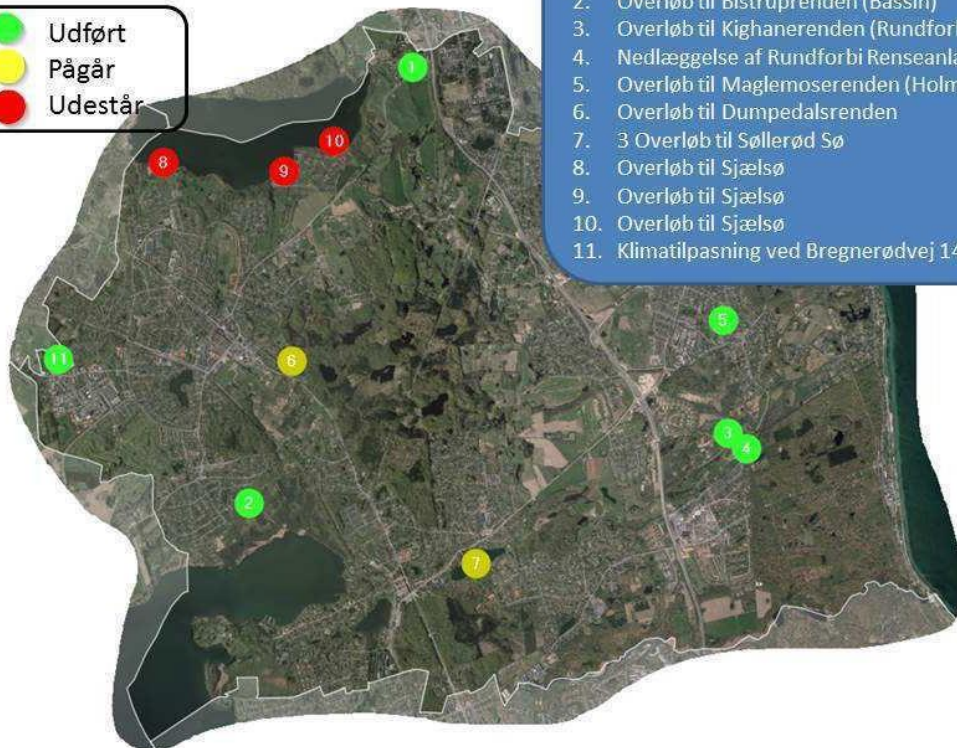 Udført
Pågår
Udestår
2. Overløb til Bistruprenden (Bassin)
3. Overløb til Kighanerenden (Rundforb
4. Nedlæggelse af Rundforbi Renseanlæ
5. Overløb til Maglemoserenden (Holm
6. Overløb til Dumpedalsrenden
7. 3 Overløb til Søllerød Sø
8. Overløb til Sjælsø
9. Overløb til Sjælsø
10. Overløb til Sjælsø
11. Klimatilpasning ved Bregnerødvej 14
1
10
8
9
5
11
6
3
4
2
7